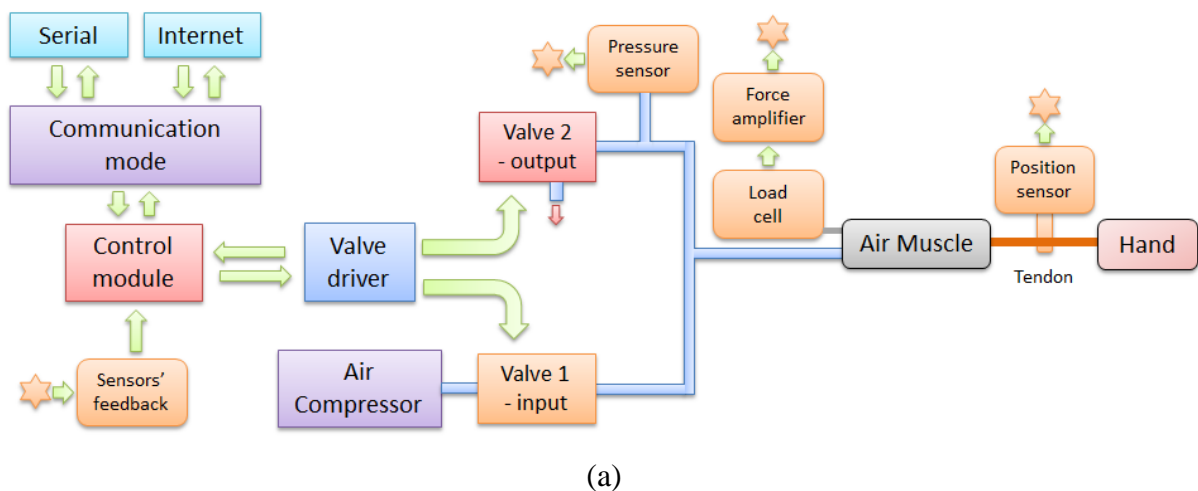 Serial
Internet
Communication
mode
Control
module
Sensors'
feedback
Valve
driver
Air
Compressor
Valve 2
- output
Valve 1
- input
Pressure
sensor
Force
amplifier
Load
cell
Air Muscle
Position
sensor
Tendon
Hand
(a)